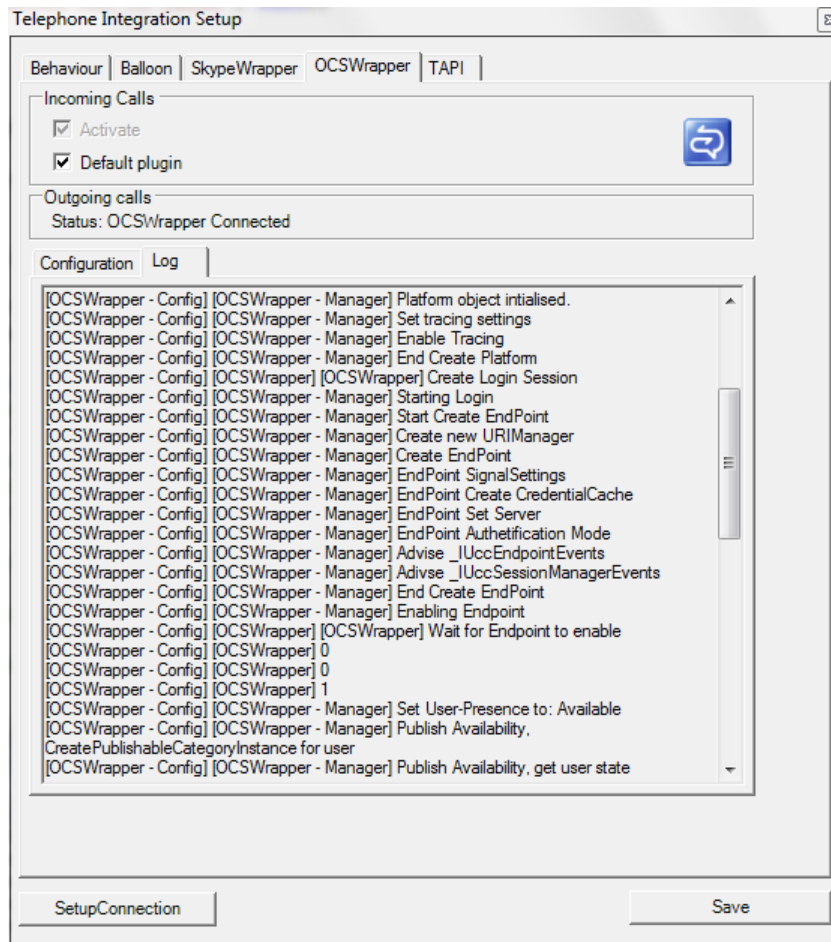 Telephone Integration Setup
Behaviour Balloon SkypeWrapper OCSWrapper TAPI
Incoming Calls
Activate
Default plugin
Outgoing calls
Status: OCSWrapper Connected
Configuration Log
[OCSWrapper - Config] [OCSWrapper - Manager] Platform object intialised.
[OCSWrapper - Config] [OCSWrapper - Manager] Set tracing settings
[OCSWrapper - Config] [OCSWrapper - Manager] Enable Tracing
[OCSWrapper - Config] [OCSWrapper - Manager] End Create Platform
[OCSWrapper - Config] [OCSWrapper] [OCSWrapper] Create Login Session
[OCSWrapper - Config] [OCSWrapper - Manager] Starting Login
[OCSWrapper - Config] [OCSWrapper - Manager] Start Create EndPoint
[OCSWrapper - Config] [OCSWrapper - Manager] Create new URIManager
[OCSWrapper - Config] [OCSWrapper - Manager] Create EndPoint
[OCSWrapper - Config] [OCSWrapper - Manager] EndPoint SignalSettings
[OCSWrapper - Config] [OCSWrapper - Manager] EndPoint Create CredentialCache
[OCSWrapper - Config] [OCSWrapper - Manager] EndPoint Set Server
[OCSWrapper - Config] [OCSWrapper - Manager] EndPoint Authetification Mode
[OCSWrapper - Config] [OCSWrapper - Manager] Advise _IUccEndpointEvents
[OCSWrapper - Config] [OCSWrapper - Manager] Adivse _IUccSessionManagerEvents
[OCSWrapper - Config] [OCSWrapper - Manager] End Create EndPoint
[OCSWrapper - Config] [OCSWrapper - Manager] Enabling Endpoint
[OCSWrapper - Config] [OCSWrapper] [OCSWrapper] Wait for Endpoint to enable
[OCSWrapper - Config] [OCSWrapper] 0
[OCSWrapper - Config] [OCSWrapper] 0
[OCSWrapper - Config] [OCSWrapper] 1
[OCSWrapper - Config] [OCSWrapper - Manager] Set User-Presence to: Available
[OCSWrapper - Config] [OCSWrapper - Manager] Publish Availability,
CreatePublishableCategoryInstance for user
[OCSWrapper - Config] [OCSWrapper - Manager] Publish Availability, get user state
SetupConnection Save